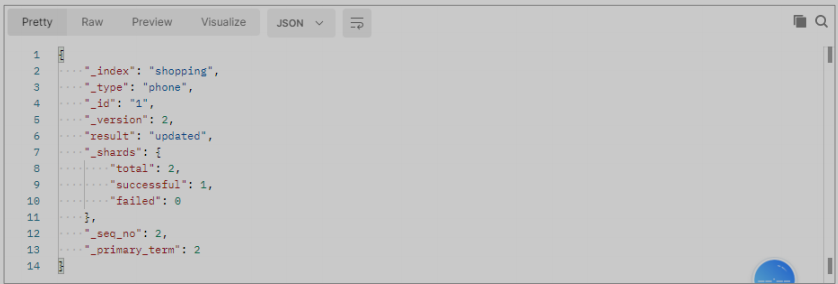 Pretty Raw Preview Visualize JSON
1 {
2 "_index": "shopping",
3 "_type": "phone",
4 "_id": "1",
5 "_version": 2,
6 "result": "updated",
7 "_shards": {
8 "total": 2,
9 "successful": 1,
10 "failed": 0
11 },
12 "_seq_no": 2,
13 "_primary_term": 2
14 }